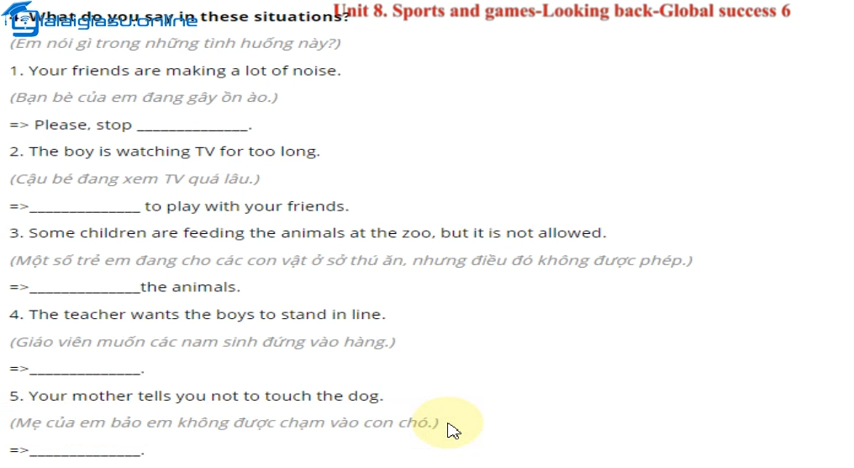 Unit 8. Sports and games-Looking back-Global success 6
4. What do you say in these situations?
(Em nói gì trong những tình huống này?)
1. Your friends are making a lot of noise.
(Bạn bè của em đang gây ồn ào.)
=> Please, stop ______________.
2. The boy is watching TV for too long.
(Cậu bé đang xem TV quá lâu.)
=>______________ to play with your friends.
3. Some children are feeding the animals at the zoo, but it is not allowed.
(Một số trẻ em đang cho các con vật ở sở thú ăn, nhưng điều đó không được phép.)
=>______________the animals.
4. The teacher wants the boys to stand in line.
(Giáo viên muốn các nam sinh đứng vào hàng.)
=>______________.
5. Your mother tells you not to touch the dog.
(Mẹ của em bảo em không được chạm vào con chó.)
=>______________.